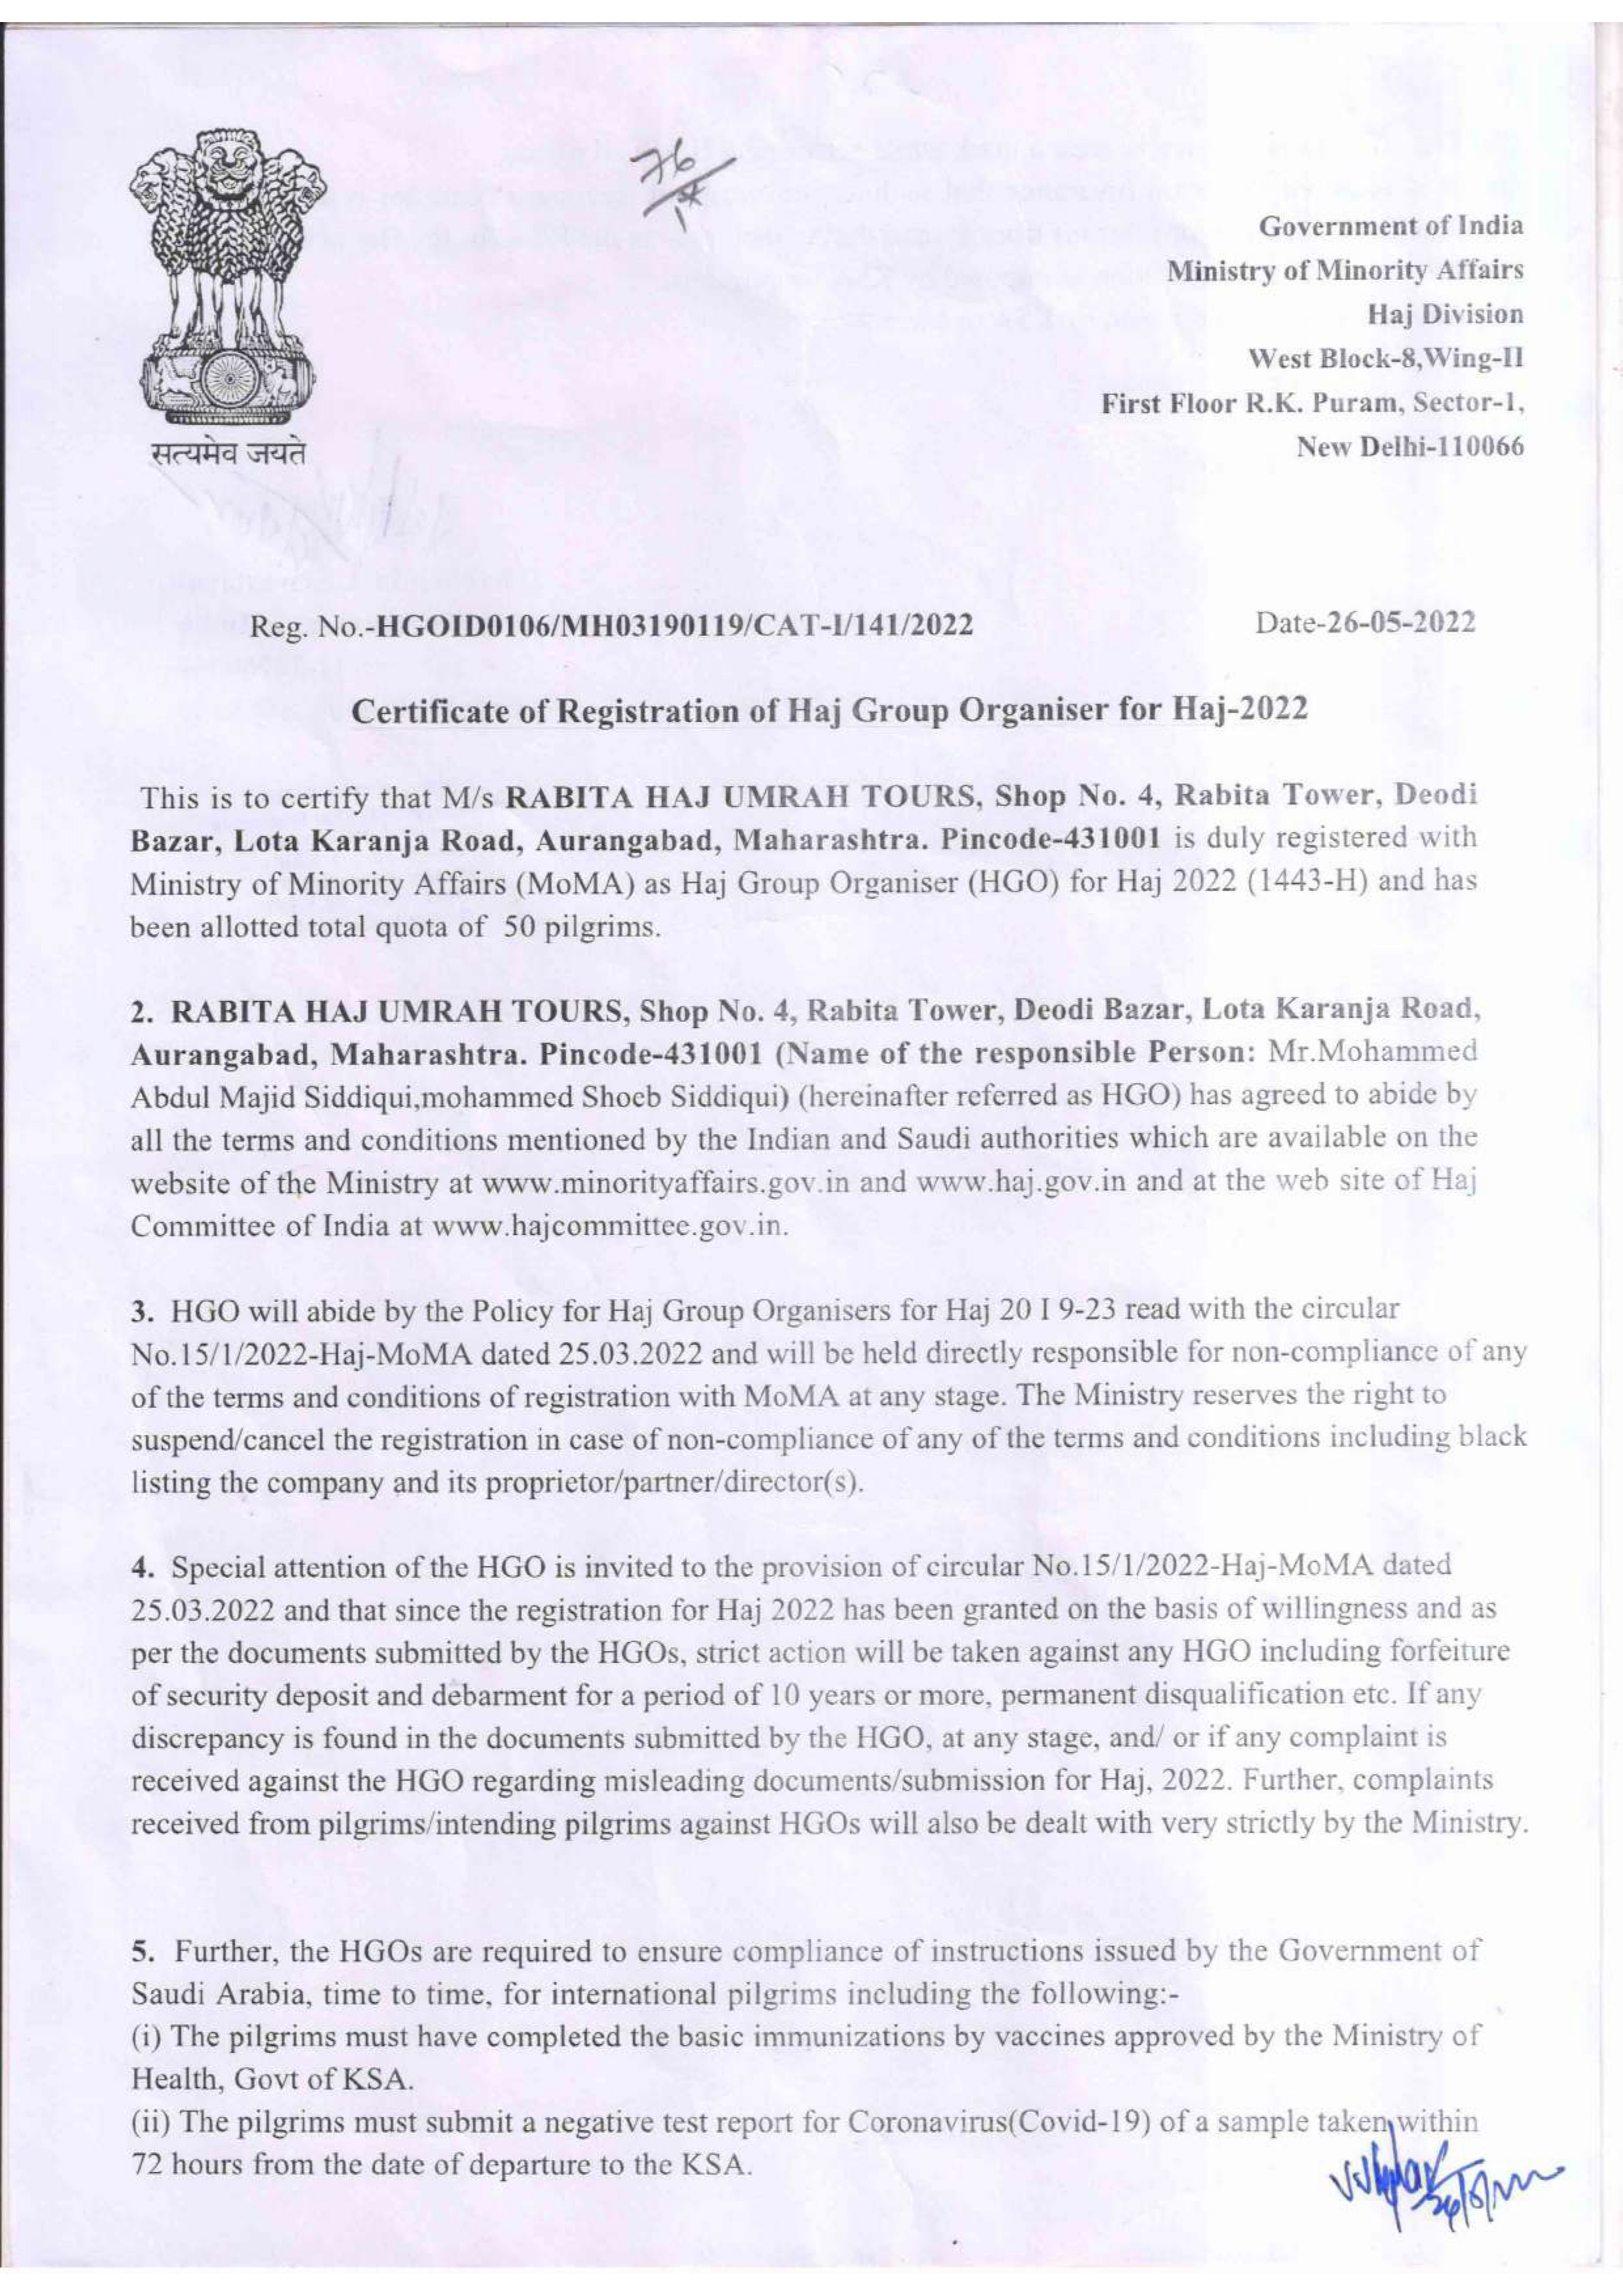 76
सत्यमेव जयते
Government of India
Ministry of Minority Affairs
Haj Division
West Block-8,Wing-II
First Floor R.K. Puram, Sector-1,
New Delhi-110066
Reg. No.-HGOID0106/MH03190119/CAT-I/141/2022 Date-26-05-2022
Certificate of Registration of Haj Group Organiser for Haj-2022
This is to certify that M/s RABITA HAJ UMRAH TOURS, Shop No. 4, Rabita Tower, Deodi
Bazar, Lota Karanja Road, Aurangabad, Maharashtra. Pincode-431001 is duly registered with
Ministry of Minority Affairs (MoMA) as Haj Group Organiser (HGO) for Haj 2022 (1443-H) and has
been allotted total quota of 50 pilgrims.
2. RABITA HAJ UMRAH TOURS, Shop No. 4, Rabita Tower, Deodi Bazar, Lota Karanja Road,
Aurangabad, Maharashtra. Pincode-431001 (Name of the responsible Person: Mr.Mohammed
Abdul Majid Siddiqui,mohammed Shoeb Siddiqui) (hereinafter referred as HGO) has agreed to abide by
all the terms and conditions mentioned by the Indian and Saudi authorities which are available on the
website of the Ministry at www.minorityaffairs.gov.in and www.haj.gov.in and at the web site of Haj
Committee of India at www.hajcommittee.gov.in.
3. HGO will abide by the Policy for Haj Group Organisers for Haj 20 I 9-23 read with the circular
No.15/1/2022-Haj-MoMA dated 25.03.2022 and will be held directly responsible for non-compliance of any
of the terms and conditions of registration with MoMA at any stage. The Ministry reserves the right to
suspend/cancel the registration in case of non-compliance of any of the terms and conditions including black
listing the company and its proprietor/partner/director(s).
4. Special attention of the HGO is invited to the provision of circular No.15/1/2022-Haj-MoMA dated
25.03.2022 and that since the registration for Haj 2022 has been granted on the basis of willingness and as
per the documents submitted by the HGOs, strict action will be taken against any HGO including forfeiture
of security deposit and debarment for a period of 10 years or more, permanent disqualification etc. If any
discrepancy is found in the documents submitted by the HGO, at any stage, and/ or if any complaint is
received against the HGO regarding misleading documents/submission for Haj, 2022. Further, complaints
received from pilgrims/intending pilgrims against HGOs will also be dealt with very strictly by the Ministry.
5. Further, the HGOs are required to ensure compliance of instructions issued by the Government of
Saudi Arabia, time to time, for international pilgrims including the following:-
(i) The pilgrims must have completed the basic immunizations by vaccines approved by the Ministry of
Health, Govt of KSA.
(ii) The pilgrims must submit a negative test report for Coronavirus(Covid-19) of a sample taken within
72 hours from the date of departure to the KSA.